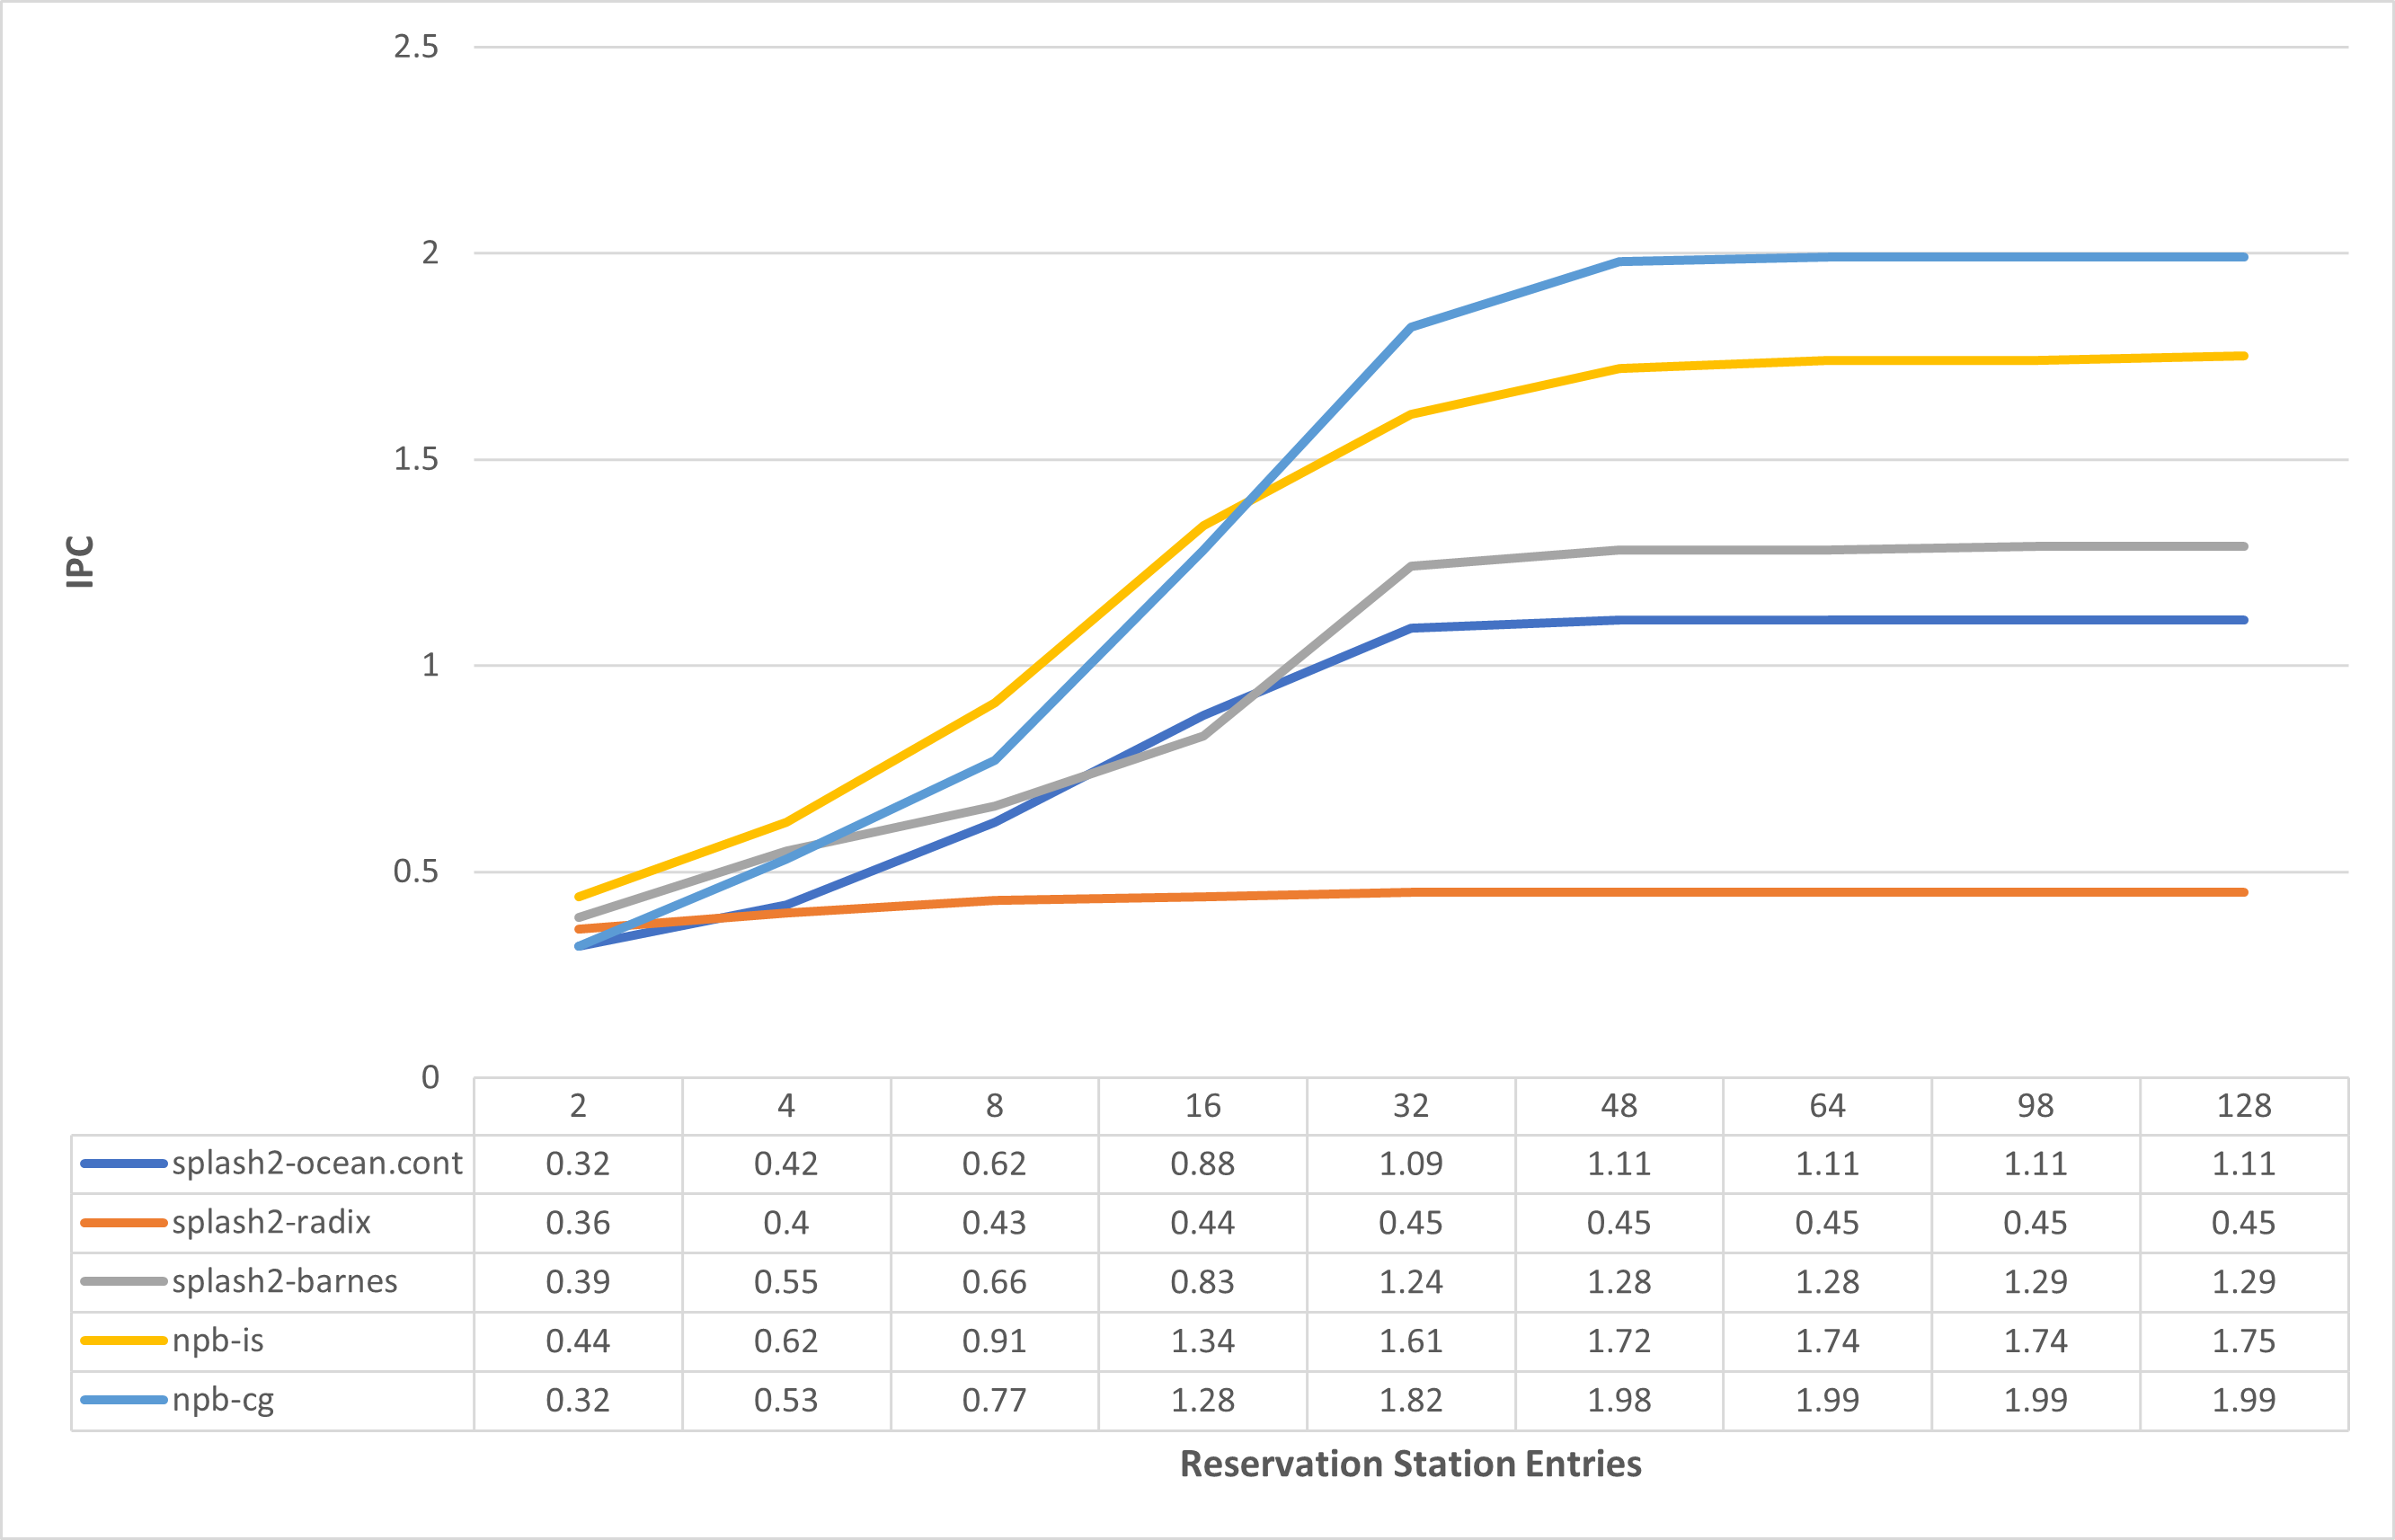 2.5
2
1.5
1
0.5
0
IPC
2 4 8 16 32 48 64 98 128
splash2-ocean.cont 0.32 0.42 0.62 0.88 1.09 1.11 1.11 1.11 1.11
splash2-radix 0.36 0.4 0.43 0.44 0.45 0.45 0.45 0.45 0.45
splash2-barnes 0.39 0.55 0.66 0.83 1.24 1.28 1.28 1.29 1.29
npb-is 0.44 0.62 0.91 1.34 1.61 1.72 1.74 1.74 1.75
npb-cg 0.32 0.53 0.77 1.28 1.82 1.98 1.99 1.99 1.99
Reservation Station Entries